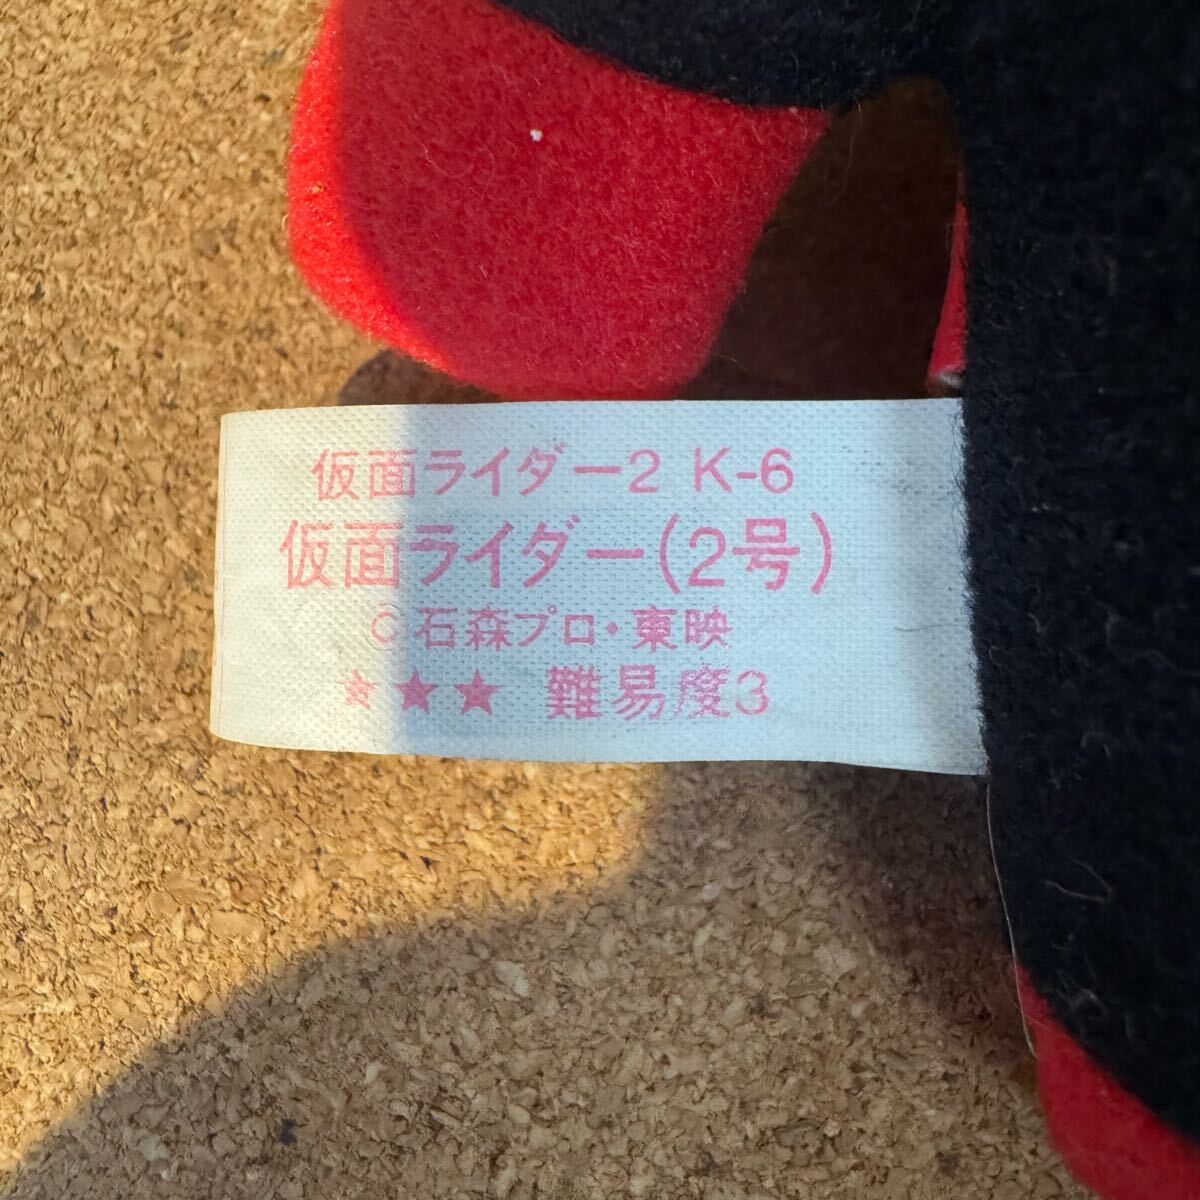 仮面ライダー2 K-6
仮面ライダー(2号)
©石森プロ・東映
★★★ 難易度3